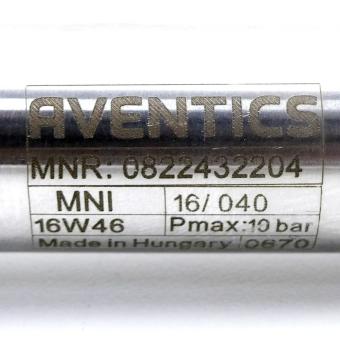 AVENTICS
MNR: 0822432204
MNI 16/ 040
16W46 Pmax: 10 bar
Made in Hungary 0670